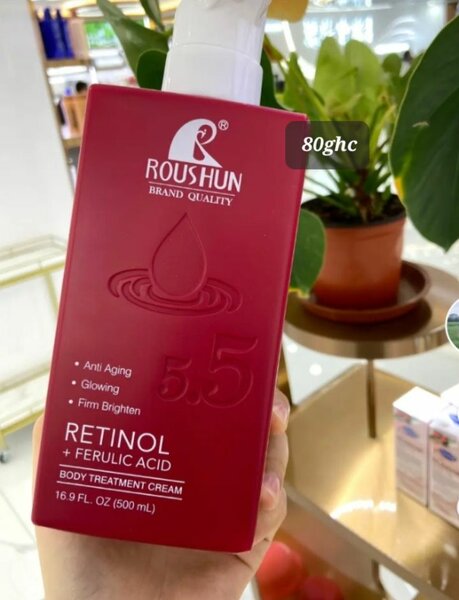 ®
ROUSHUN
BRAND QUALITY
80ghc
5.5
• Anti Aging
• Glowing
• Firm Brighten
RETINOL
+ FERULIC ACID
BODY TREATMENT CREAM
16.9 FL. OZ (500 mL)